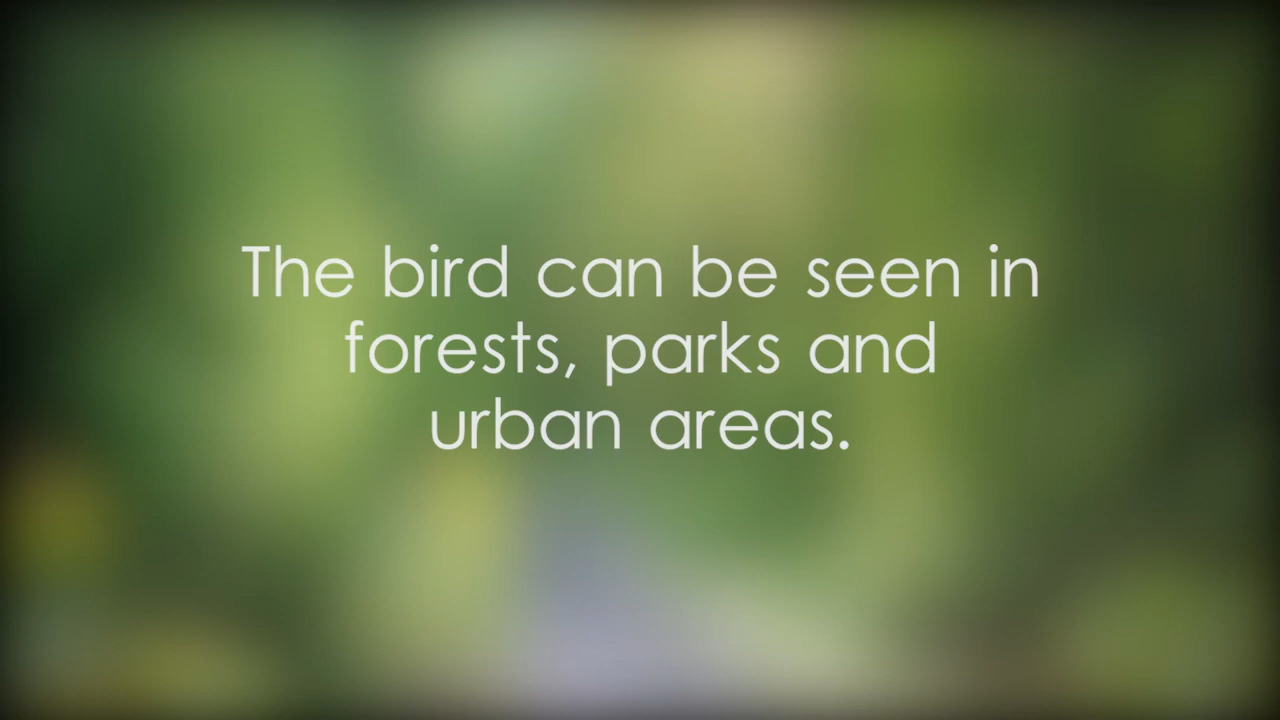 The bird can be seen in
forests, parks and
urban areas.